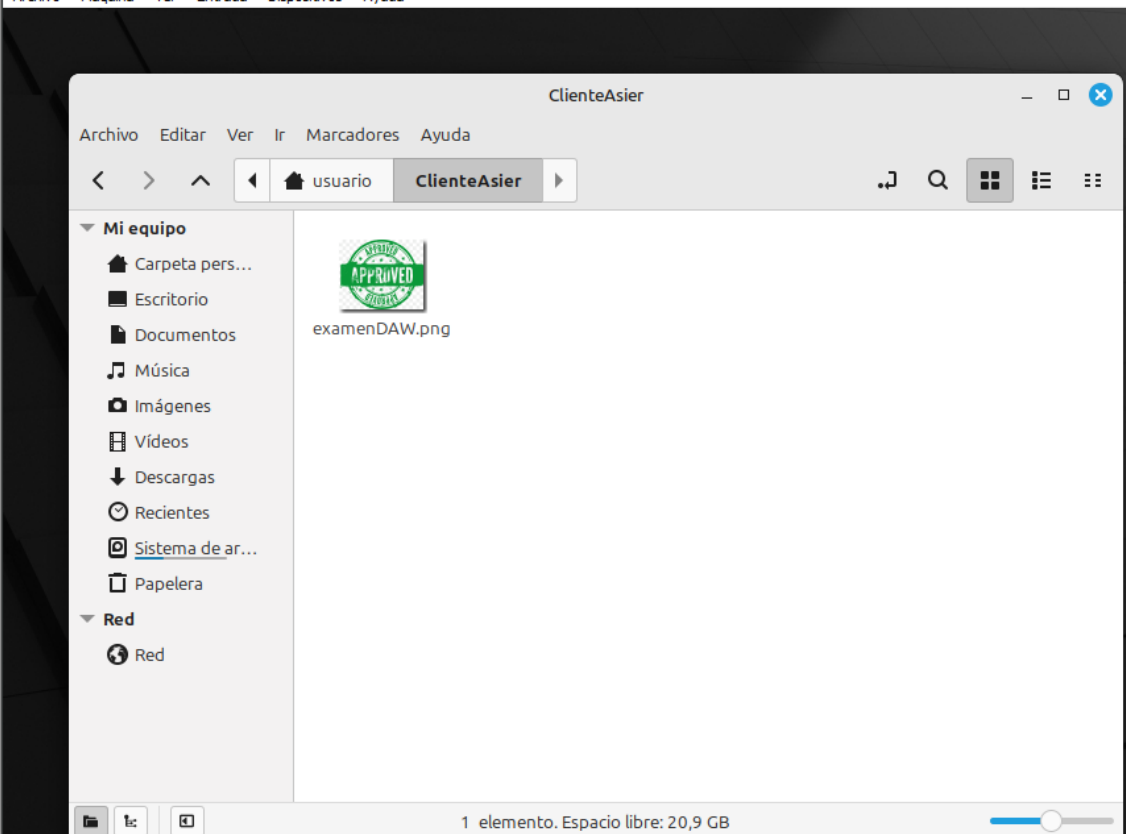 ClienteAsier
Archivo Editar Ver Ir Marcadores Ayuda
usuario ClienteAsier
Mi equipo
Carpeta pers...
Escritorio
Documentos
Música
Imágenes
Vídeos
Descargas
Recientes
Sistema de ar...
Papelera
Red
Red
APPROVED
APPROVED
examenDAW.png
1 elemento. Espacio libre: 20,9 GB